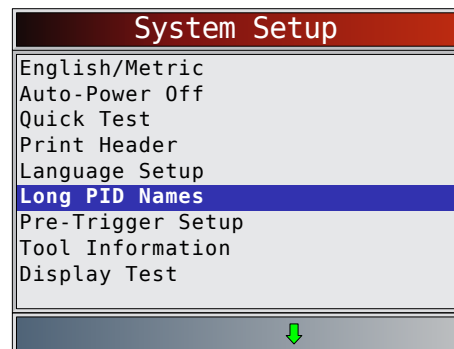 System Setup
English/Metric
Auto-Power Off
Quick Test
Print Header
Language Setup
Long PID Names
Pre-Trigger Setup
Tool Information
Display Test